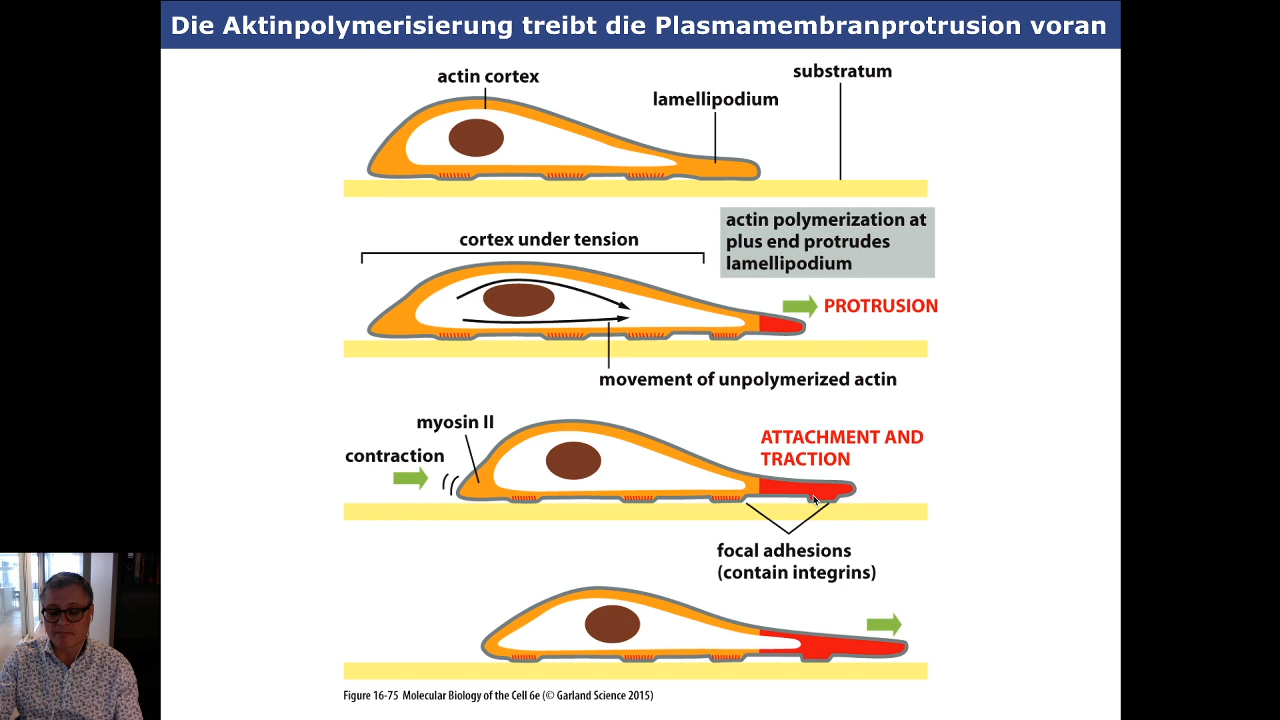 Die Aktinpolymerisierung treibt die Plasmamembranprotrusion voran
actin cortex
lamellipodium
substratum
cortex under tension
actin polymerization at
plus end protrudes
lamellipodium
PROTRUSION
movement of unpolymerized actin
myosin II
contraction
ATTACHMENT AND
TRACTION
focal adhesions
(contain integrins)
Figure 16-75 Molecular Biology of the Cell 6e (© Garland Science 2015)